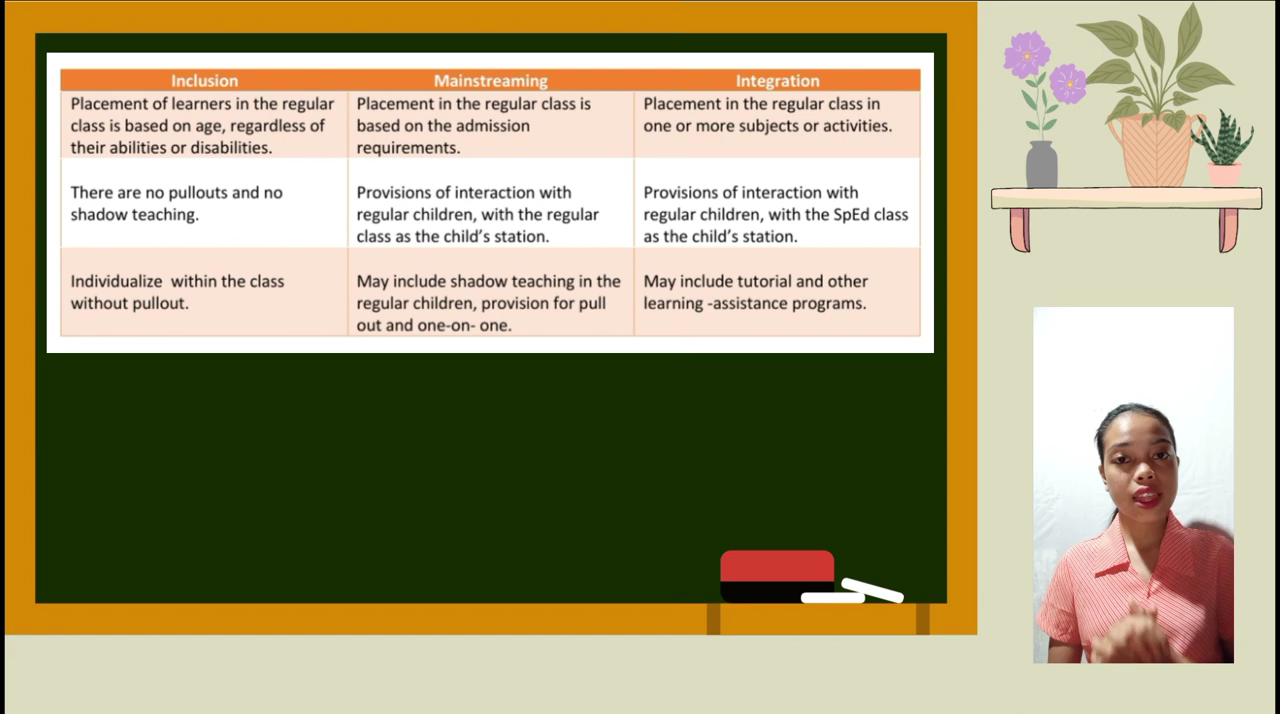 Inclusion
Mainstreaming
Integration
Placement of learners in the regular
class is based on age, regardless of
their abilities or disabilities.
Placement in the regular class is
based on the admission
requirements.
Placement in the regular class in
one or more subjects or activities.
There are no pullouts and no
shadow teaching.
Provisions of interaction with
regular children, with the regular
class as the child's station.
Provisions of interaction with
regular children, with the SpEd class
as the child's station.
Individualize within the class
without pullout.
May include shadow teaching in the
regular children, provision for pull
out and one-on- one.
May include tutorial and other
learning -assistance programs.